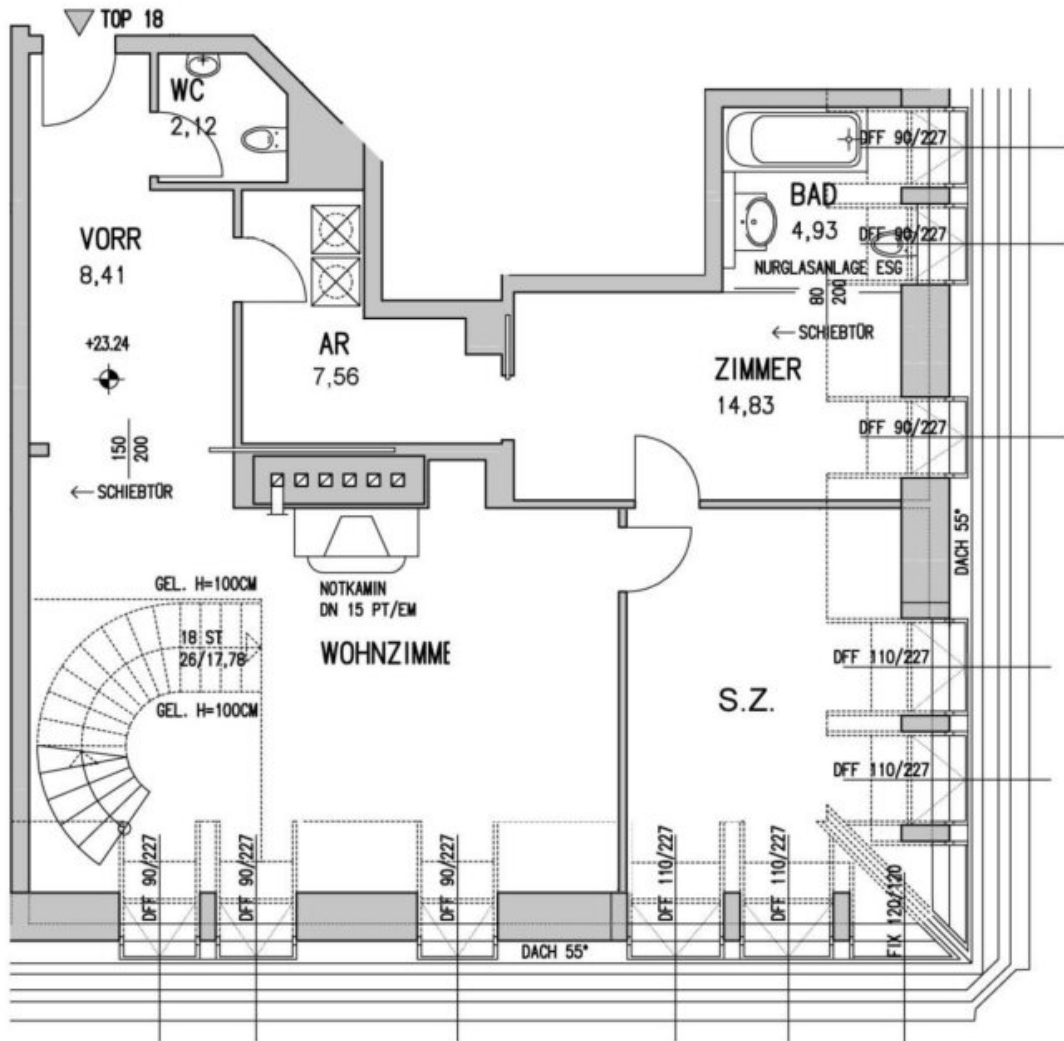 TOP 18
WC
2,12
DFF 90/227
BAD
4,93
VORR
8,41
DFF 90/227
NURGLASANLAGE ESG
80
200
← SCHIEBTÜR
+23.24
AR
7,56
ZIMMER
14,83
DFF 90/227
150
200
← SCHIEBTÜR
DACH 55°
GEL. H=100CM
NOTKAMIN
DN 15 PT/EM
18 ST
26/17,78
WOHNZIMME
DFF 110/227
GEL. H=100CM
S.Z.
DFF 110/227
DFF 90/227
DFF 90/227
DFF 90/227
DFF 110/227
DFF 110/227
FIX 120/120
DACH 55°